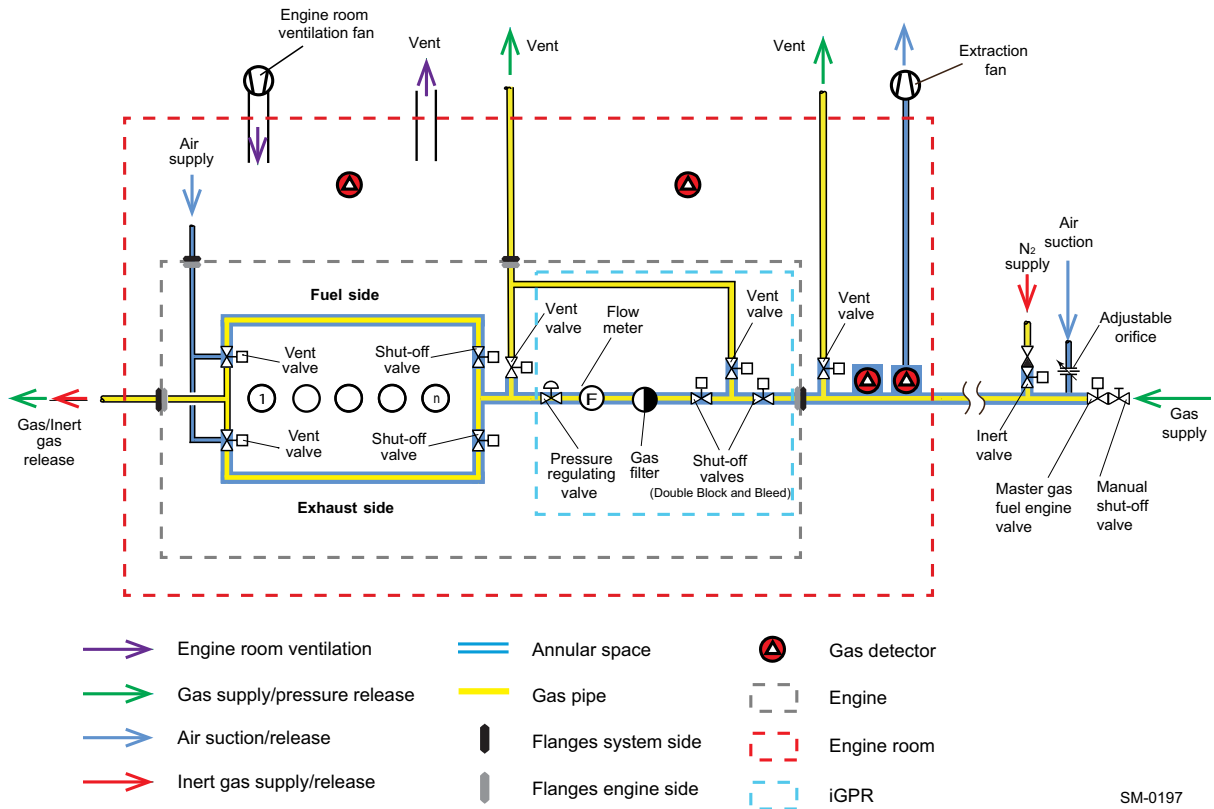 Engine room
ventilation fan
Vent
Vent
Vent
Extraction
fan
Air
supply
N2
supply
Air
suction
Adjustable
orifice
Fuel side
Vent
valve
Flow
meter
Vent
valve
Vent
valve
Vent
valve
Shut-off
valve
1
n
F
Gas/Inert
gas
release
Vent
valve
Shut-off
valve
Pressure
regulating
valve
Gas
filter
Shut-off
valves
(Double Block and Bleed)
Inert
valve
Gas
supply
Master gas
fuel engine
valve
Manual
shut-off
valve
Exhaust side
Engine room ventilation
Annular space
Gas detector
Gas supply/pressure release
Gas pipe
Engine
Air suction/release
Flanges system side
Engine room
Inert gas supply/release
Flanges engine side
iGPR
SM-0197